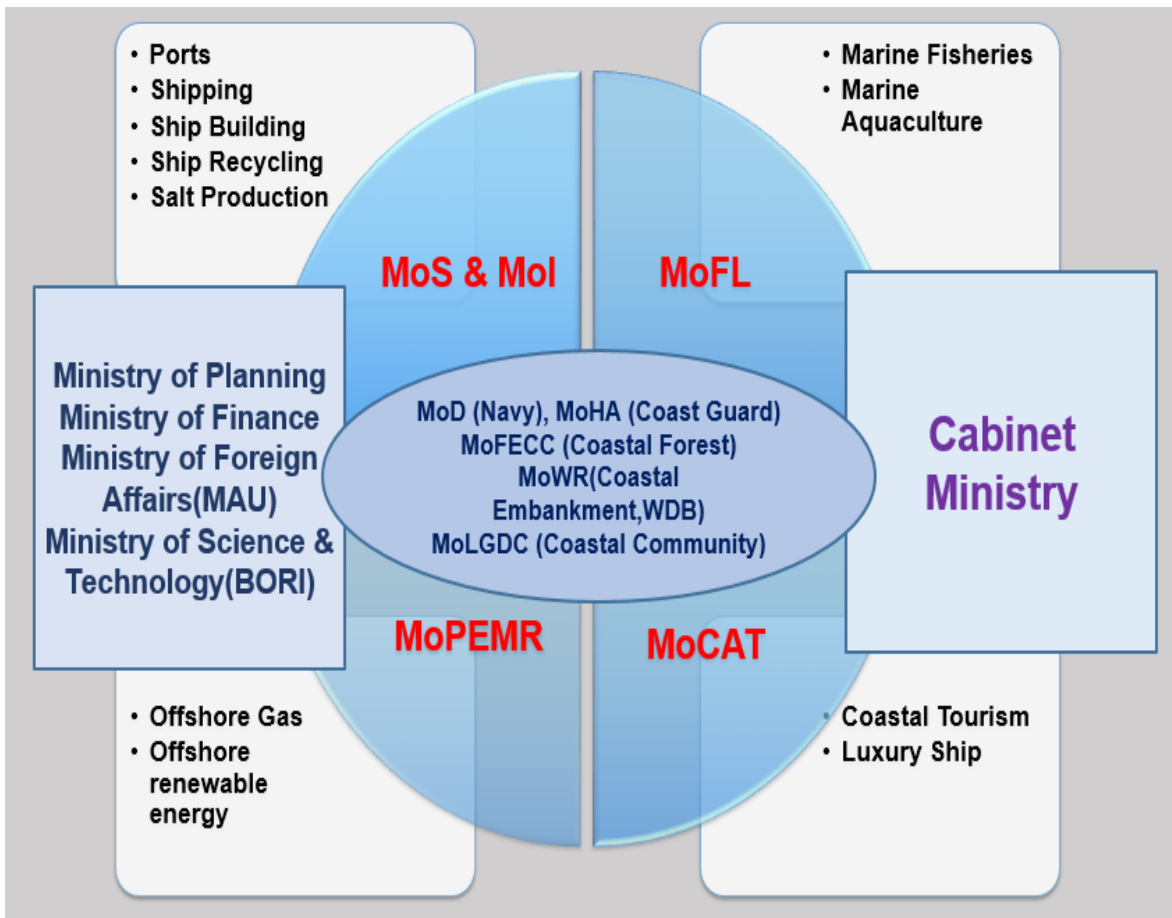 • Ports
• Shipping
• Ship Building
• Ship Recycling
• Salt Production
• Marine Fisheries
• Marine
Aquaculture
MoS & MoI
MoFL
Ministry of Planning
Ministry of Finance
Ministry of Foreign
Affairs(MAU)
Ministry of Science &
Technology(BORI)
MoD (Navy), MoHA (Coast Guard)
MoFECC (Coastal Forest)
MoWR(Coastal
Embankment,WDB)
MoLGDC (Coastal Community)
Cabinet
Ministry
MoPEMR
MoCAT
• Offshore Gas
• Offshore
renewable
energy
• Coastal Tourism
• Luxury Ship